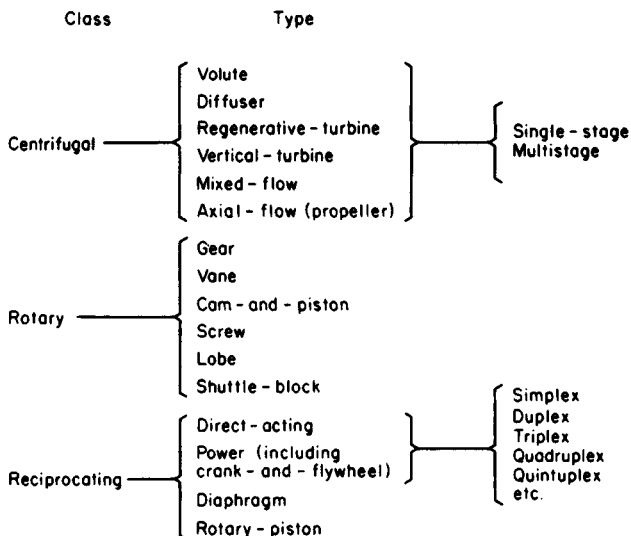 Class Type
Volute
Diffuser
Regenerative-turbine
Vertical-turbine
Mixed-flow
Axial-flow (propeller)
Centrifugal
Single-stage
Multistage
Gear
Vane
Cam-and-piston
Screw
Lobe
Shuttle-block
Rotary
Direct-acting
Power (including
crank-and-flywheel)
Diaphragm
Rotary-piston
Reciprocating
Simplex
Duplex
Triplex
Quadruplex
Quintuplex
etc.